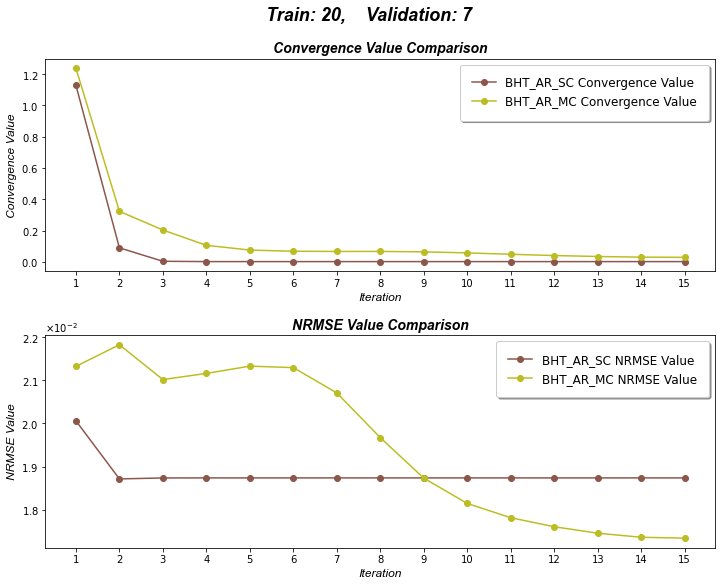 Train: 20,    Validation: 7
Convergence Value Comparison
Convergence Value
1.2
1.0
0.8
0.6
0.4
0.2
0.0
BHT_AR_SC Convergence Value
BHT_AR_MC Convergence Value
1 2 3 4 5 6 7 8 9 10 11 12 13 14 15
Iteration
NRMSE Value Comparison
×10⁻²
NRMSE Value
2.2
2.1
2.0
1.9
1.8
BHT_AR_SC NRMSE Value
BHT_AR_MC NRMSE Value
1 2 3 4 5 6 7 8 9 10 11 12 13 14 15
Iteration